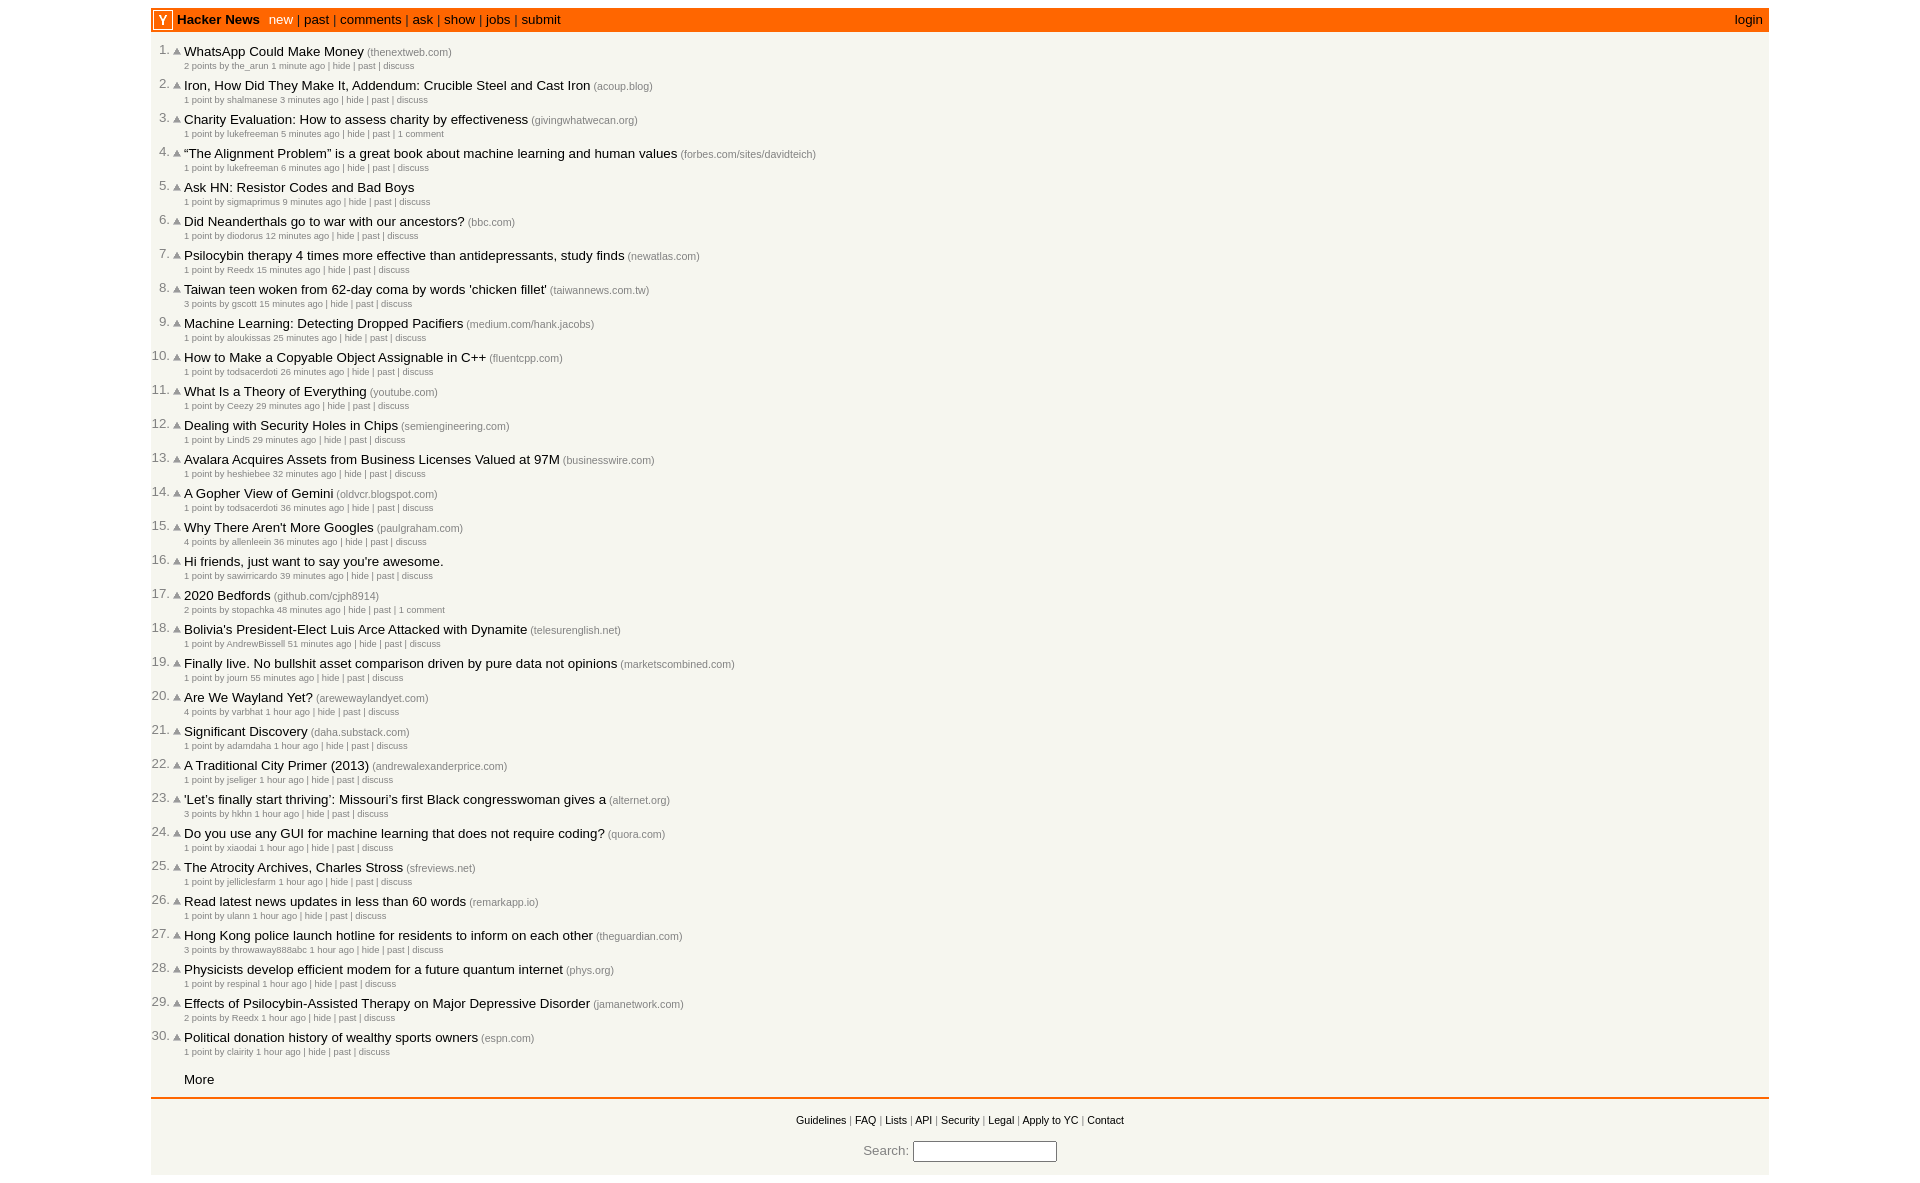 Y Hacker News new | past | comments | ask | show | jobs | submit login
1. WhatsApp Could Make Money (thenextweb.com)
2 points by the_arun 1 minute ago | hide | past | discuss
2. Iron, How Did They Make It, Addendum: Crucible Steel and Cast Iron (acoup.blog)
1 point by shalmanese 3 minutes ago | hide | past | discuss
3. Charity Evaluation: How to assess charity by effectiveness (givingwhatwecan.org)
1 point by lukefreeman 5 minutes ago | hide | past | 1 comment
4. “The Alignment Problem” is a great book about machine learning and human values (forbes.com/sites/davidteich)
1 point by lukefreeman 6 minutes ago | hide | past | discuss
5. Ask HN: Resistor Codes and Bad Boys
1 point by sigmaprimus 9 minutes ago | hide | past | discuss
6. Did Neanderthals go to war with our ancestors? (bbc.com)
1 point by diodorus 12 minutes ago | hide | past | discuss
7. Psilocybin therapy 4 times more effective than antidepressants, study finds (newatlas.com)
1 point by Reedx 15 minutes ago | hide | past | discuss
8. Taiwan teen woken from 62-day coma by words 'chicken fillet' (taiwannews.com.tw)
3 points by gscott 15 minutes ago | hide | past | discuss
9. Machine Learning: Detecting Dropped Pacifiers (medium.com/hank.jacobs)
1 point by aloukissas 25 minutes ago | hide | past | discuss
10. How to Make a Copyable Object Assignable in C++ (fluentcpp.com)
1 point by todsacerdoti 26 minutes ago | hide | past | discuss
11. What Is a Theory of Everything (youtube.com)
1 point by Ceezy 29 minutes ago | hide | past | discuss
12. Dealing with Security Holes in Chips (semiengineering.com)
1 point by Lind5 29 minutes ago | hide | past | discuss
13. Avalara Acquires Assets from Business Licenses Valued at 97M (businesswire.com)
1 point by heshiebee 32 minutes ago | hide | past | discuss
14. A Gopher View of Gemini (oldvcr.blogspot.com)
1 point by todsacerdoti 36 minutes ago | hide | past | discuss
15. Why There Aren't More Googles (paulgraham.com)
4 points by allenleein 36 minutes ago | hide | past | discuss
16. Hi friends, just want to say you're awesome.
1 point by sawirricardo 39 minutes ago | hide | past | discuss
17. 2020 Bedfords (github.com/cjph8914)
2 points by stopachka 48 minutes ago | hide | past | 1 comment
18. Bolivia's President-Elect Luis Arce Attacked with Dynamite (telesurenglish.net)
1 point by AndrewBissell 51 minutes ago | hide | past | discuss
19. Finally live. No bullshit asset comparison driven by pure data not opinions (marketscombined.com)
1 point by journ 55 minutes ago | hide | past | discuss
20. Are We Wayland Yet? (arewewaylandyet.com)
4 points by varbhat 1 hour ago | hide | past | discuss
21. Significant Discovery (daha.substack.com)
1 point by adamdaha 1 hour ago | hide | past | discuss
22. A Traditional City Primer (2013) (andrewalexanderprice.com)
1 point by jseliger 1 hour ago | hide | past | discuss
23. 'Let’s finally start thriving’: Missouri’s first Black congresswoman gives a (alternet.org)
3 points by hkhn 1 hour ago | hide | past | discuss
24. Do you use any GUI for machine learning that does not require coding? (quora.com)
1 point by xiaodai 1 hour ago | hide | past | discuss
25. The Atrocity Archives, Charles Stross (sfreviews.net)
1 point by jelliclesfarm 1 hour ago | hide | past | discuss
26. Read latest news updates in less than 60 words (remarkapp.io)
1 point by ulann 1 hour ago | hide | past | discuss
27. Hong Kong police launch hotline for residents to inform on each other (theguardian.com)
3 points by throwaway888abc 1 hour ago | hide | past | discuss
28. Physicists develop efficient modem for a future quantum internet (phys.org)
1 point by respinal 1 hour ago | hide | past | discuss
29. Effects of Psilocybin-Assisted Therapy on Major Depressive Disorder (jamanetwork.com)
2 points by Reedx 1 hour ago | hide | past | discuss
30. Political donation history of wealthy sports owners (espn.com)
1 point by clairity 1 hour ago | hide | past | discuss
More
Guidelines | FAQ | Lists | API | Security | Legal | Apply to YC | Contact
Search: